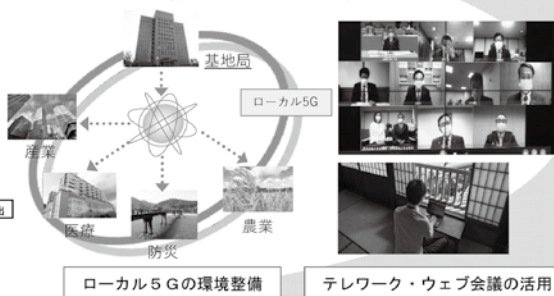 基地局
ローカル5G
産業
医療
防災
農業
出
ローカル５Gの環境整備
テレワーク・ウェブ会議の活用